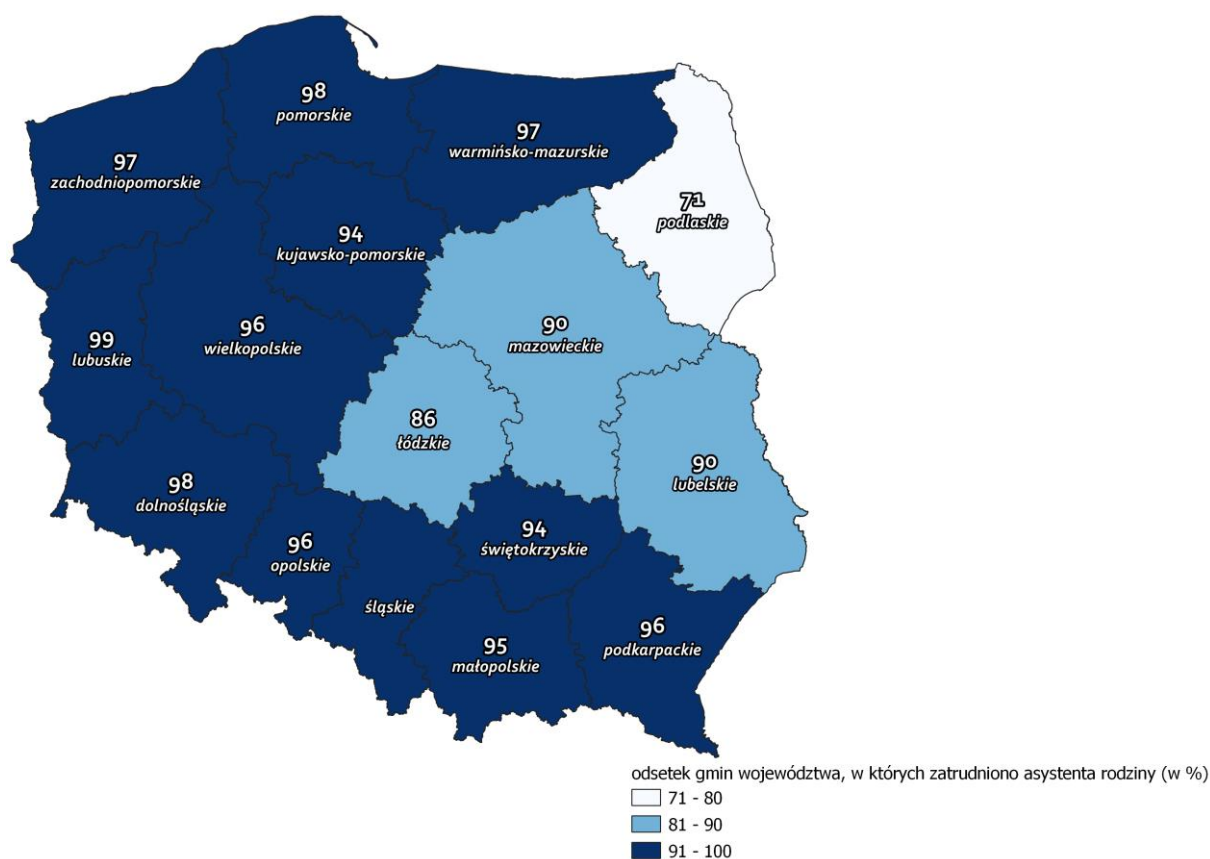 98
pomorskie
97
warmińsko-mazurskie
97
zachodniopomorskie
71
podlaskie
94
kujawsko-pomorskie
90
mazowieckie
96
wielkopolskie
99
lubuskie
86
łódzkie
90
lubelskie
98
dolnośląskie
94
świętokrzyskie
96
opolskie
śląskie
96
podkarpackie
95
małopolskie
odsetek gmin województwa, w których zatrudniono asystenta rodziny (w %)
71 - 80
81 - 90
91 - 100